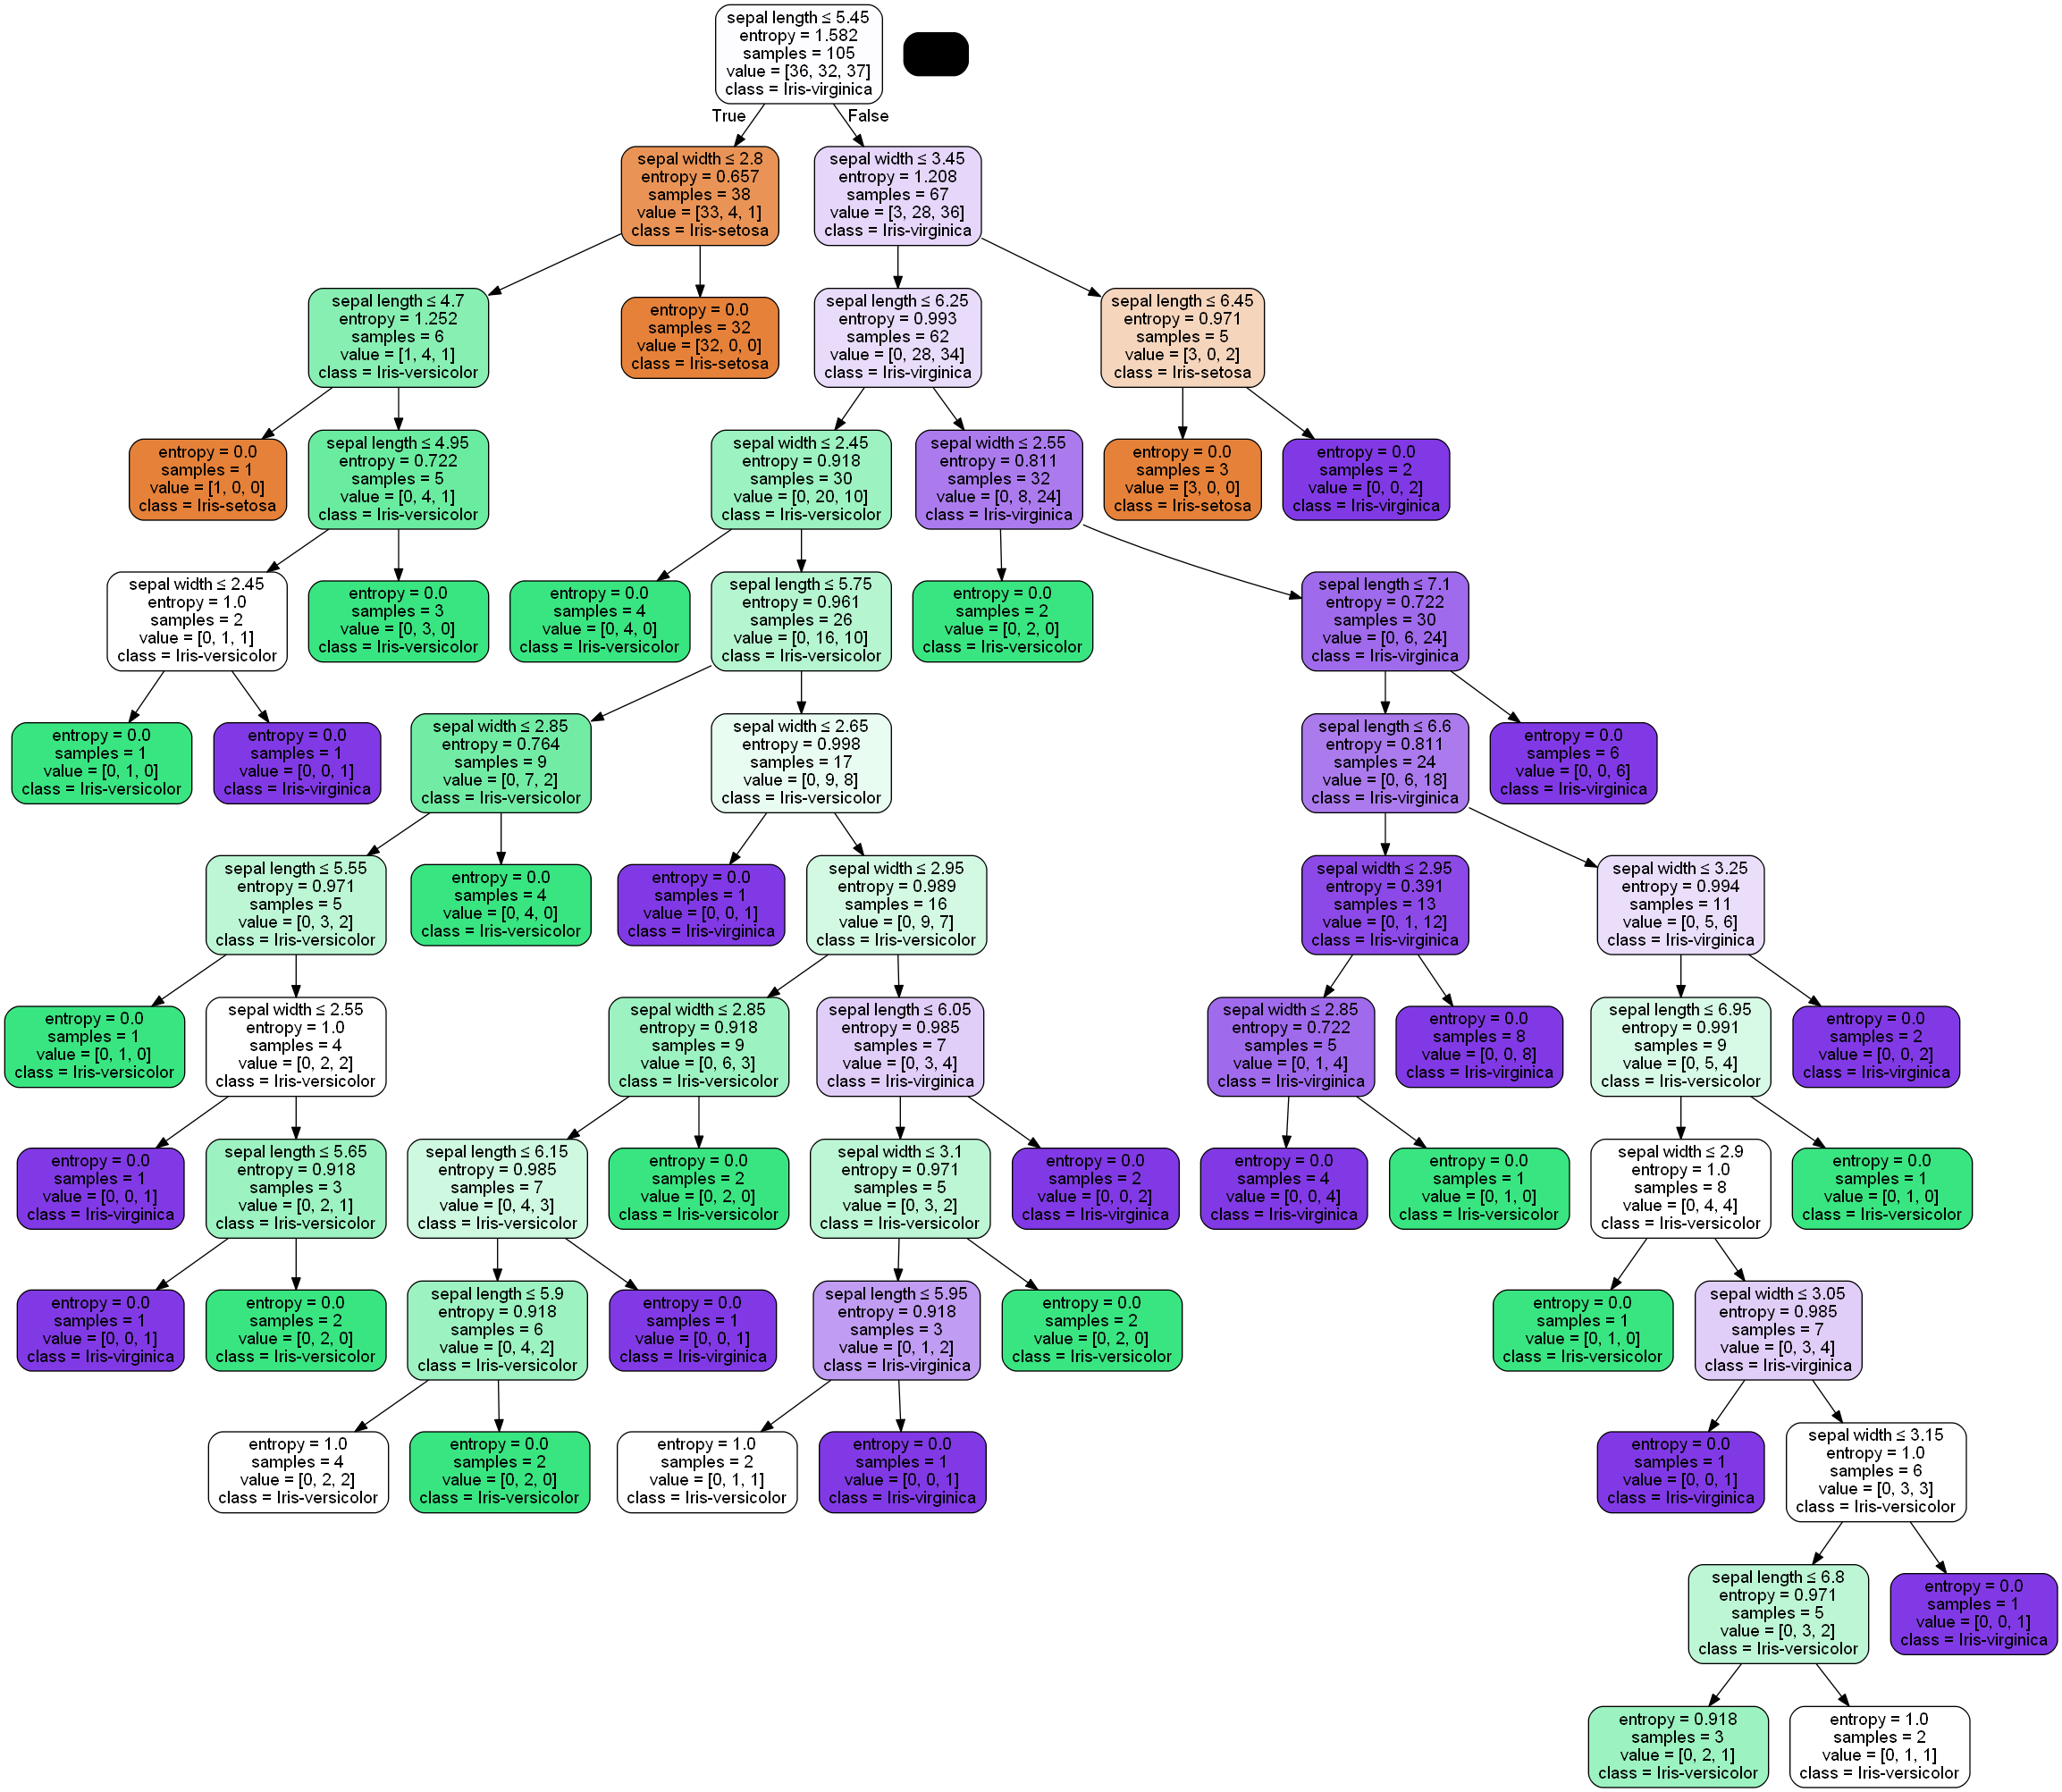 sepal length ≤ 5.45
entropy = 1.582
samples = 105
value = [36, 32, 37]
class = Iris-virginica
True
False
sepal width ≤ 2.8
entropy = 0.657
samples = 38
value = [33, 4, 1]
class = Iris-setosa
sepal width ≤ 3.45
entropy = 1.208
samples = 67
value = [3, 28, 36]
class = Iris-virginica
sepal length ≤ 4.7
entropy = 1.252
samples = 6
value = [1, 4, 1]
class = Iris-versicolor
entropy = 0.0
samples = 32
value = [32, 0, 0]
class = Iris-setosa
sepal length ≤ 6.25
entropy = 0.993
samples = 62
value = [0, 28, 34]
class = Iris-virginica
sepal length ≤ 6.45
entropy = 0.971
samples = 5
value = [3, 0, 2]
class = Iris-setosa
entropy = 0.0
samples = 1
value = [1, 0, 0]
class = Iris-setosa
sepal length ≤ 4.95
entropy = 0.722
samples = 5
value = [0, 4, 1]
class = Iris-versicolor
sepal width ≤ 2.45
entropy = 0.918
samples = 30
value = [0, 20, 10]
class = Iris-versicolor
sepal width ≤ 2.55
entropy = 0.811
samples = 32
value = [0, 8, 24]
class = Iris-virginica
entropy = 0.0
samples = 3
value = [3, 0, 0]
class = Iris-setosa
entropy = 0.0
samples = 2
value = [0, 0, 2]
class = Iris-virginica
sepal width ≤ 2.45
entropy = 1.0
samples = 2
value = [0, 1, 1]
class = Iris-versicolor
entropy = 0.0
samples = 3
value = [0, 3, 0]
class = Iris-versicolor
entropy = 0.0
samples = 4
value = [0, 4, 0]
class = Iris-versicolor
sepal length ≤ 5.75
entropy = 0.961
samples = 26
value = [0, 16, 10]
class = Iris-versicolor
entropy = 0.0
samples = 2
value = [0, 2, 0]
class = Iris-versicolor
sepal length ≤ 7.1
entropy = 0.722
samples = 30
value = [0, 6, 24]
class = Iris-virginica
entropy = 0.0
samples = 1
value = [0, 1, 0]
class = Iris-versicolor
entropy = 0.0
samples = 1
value = [0, 0, 1]
class = Iris-virginica
sepal width ≤ 2.85
entropy = 0.764
samples = 9
value = [0, 7, 2]
class = Iris-versicolor
sepal width ≤ 2.65
entropy = 0.998
samples = 17
value = [0, 9, 8]
class = Iris-versicolor
sepal length ≤ 6.6
entropy = 0.811
samples = 24
value = [0, 6, 18]
class = Iris-virginica
entropy = 0.0
samples = 6
value = [0, 0, 6]
class = Iris-virginica
sepal length ≤ 5.55
entropy = 0.971
samples = 5
value = [0, 3, 2]
class = Iris-versicolor
entropy = 0.0
samples = 4
value = [0, 4, 0]
class = Iris-versicolor
entropy = 0.0
samples = 1
value = [0, 0, 1]
class = Iris-virginica
sepal width ≤ 2.95
entropy = 0.989
samples = 16
value = [0, 9, 7]
class = Iris-versicolor
sepal width ≤ 2.95
entropy = 0.391
samples = 13
value = [0, 1, 12]
class = Iris-virginica
sepal width ≤ 3.25
entropy = 0.994
samples = 11
value = [0, 5, 6]
class = Iris-virginica
entropy = 0.0
samples = 1
value = [0, 1, 0]
class = Iris-versicolor
sepal width ≤ 2.55
entropy = 1.0
samples = 4
value = [0, 2, 2]
class = Iris-versicolor
sepal width ≤ 2.85
entropy = 0.918
samples = 9
value = [0, 6, 3]
class = Iris-versicolor
sepal length ≤ 6.05
entropy = 0.985
samples = 7
value = [0, 3, 4]
class = Iris-virginica
sepal width ≤ 2.85
entropy = 0.722
samples = 5
value = [0, 1, 4]
class = Iris-virginica
entropy = 0.0
samples = 8
value = [0, 0, 8]
class = Iris-virginica
sepal length ≤ 6.95
entropy = 0.991
samples = 9
value = [0, 5, 4]
class = Iris-versicolor
entropy = 0.0
samples = 2
value = [0, 0, 2]
class = Iris-virginica
entropy = 0.0
samples = 1
value = [0, 0, 1]
class = Iris-virginica
sepal length ≤ 5.65
entropy = 0.918
samples = 3
value = [0, 2, 1]
class = Iris-versicolor
sepal length ≤ 6.15
entropy = 0.985
samples = 7
value = [0, 4, 3]
class = Iris-versicolor
entropy = 0.0
samples = 2
value = [0, 2, 0]
class = Iris-versicolor
sepal width ≤ 3.1
entropy = 0.971
samples = 5
value = [0, 3, 2]
class = Iris-versicolor
entropy = 0.0
samples = 2
value = [0, 0, 2]
class = Iris-virginica
entropy = 0.0
samples = 4
value = [0, 0, 4]
class = Iris-virginica
entropy = 0.0
samples = 1
value = [0, 1, 0]
class = Iris-versicolor
sepal width ≤ 2.9
entropy = 1.0
samples = 8
value = [0, 4, 4]
class = Iris-versicolor
entropy = 0.0
samples = 1
value = [0, 1, 0]
class = Iris-versicolor
entropy = 0.0
samples = 1
value = [0, 0, 1]
class = Iris-virginica
entropy = 0.0
samples = 2
value = [0, 2, 0]
class = Iris-versicolor
sepal length ≤ 5.9
entropy = 0.918
samples = 6
value = [0, 4, 2]
class = Iris-versicolor
entropy = 0.0
samples = 1
value = [0, 0, 1]
class = Iris-virginica
sepal length ≤ 5.95
entropy = 0.918
samples = 3
value = [0, 1, 2]
class = Iris-virginica
entropy = 0.0
samples = 2
value = [0, 2, 0]
class = Iris-versicolor
entropy = 0.0
samples = 1
value = [0, 1, 0]
class = Iris-versicolor
sepal width ≤ 3.05
entropy = 0.985
samples = 7
value = [0, 3, 4]
class = Iris-virginica
entropy = 1.0
samples = 4
value = [0, 2, 2]
class = Iris-versicolor
entropy = 0.0
samples = 2
value = [0, 2, 0]
class = Iris-versicolor
entropy = 1.0
samples = 2
value = [0, 1, 1]
class = Iris-versicolor
entropy = 0.0
samples = 1
value = [0, 0, 1]
class = Iris-virginica
entropy = 0.0
samples = 1
value = [0, 0, 1]
class = Iris-virginica
sepal width ≤ 3.15
entropy = 1.0
samples = 6
value = [0, 3, 3]
class = Iris-versicolor
sepal length ≤ 6.8
entropy = 0.971
samples = 5
value = [0, 3, 2]
class = Iris-versicolor
entropy = 0.0
samples = 1
value = [0, 0, 1]
class = Iris-virginica
entropy = 0.918
samples = 3
value = [0, 2, 1]
class = Iris-versicolor
entropy = 1.0
samples = 2
value = [0, 1, 1]
class = Iris-versicolor